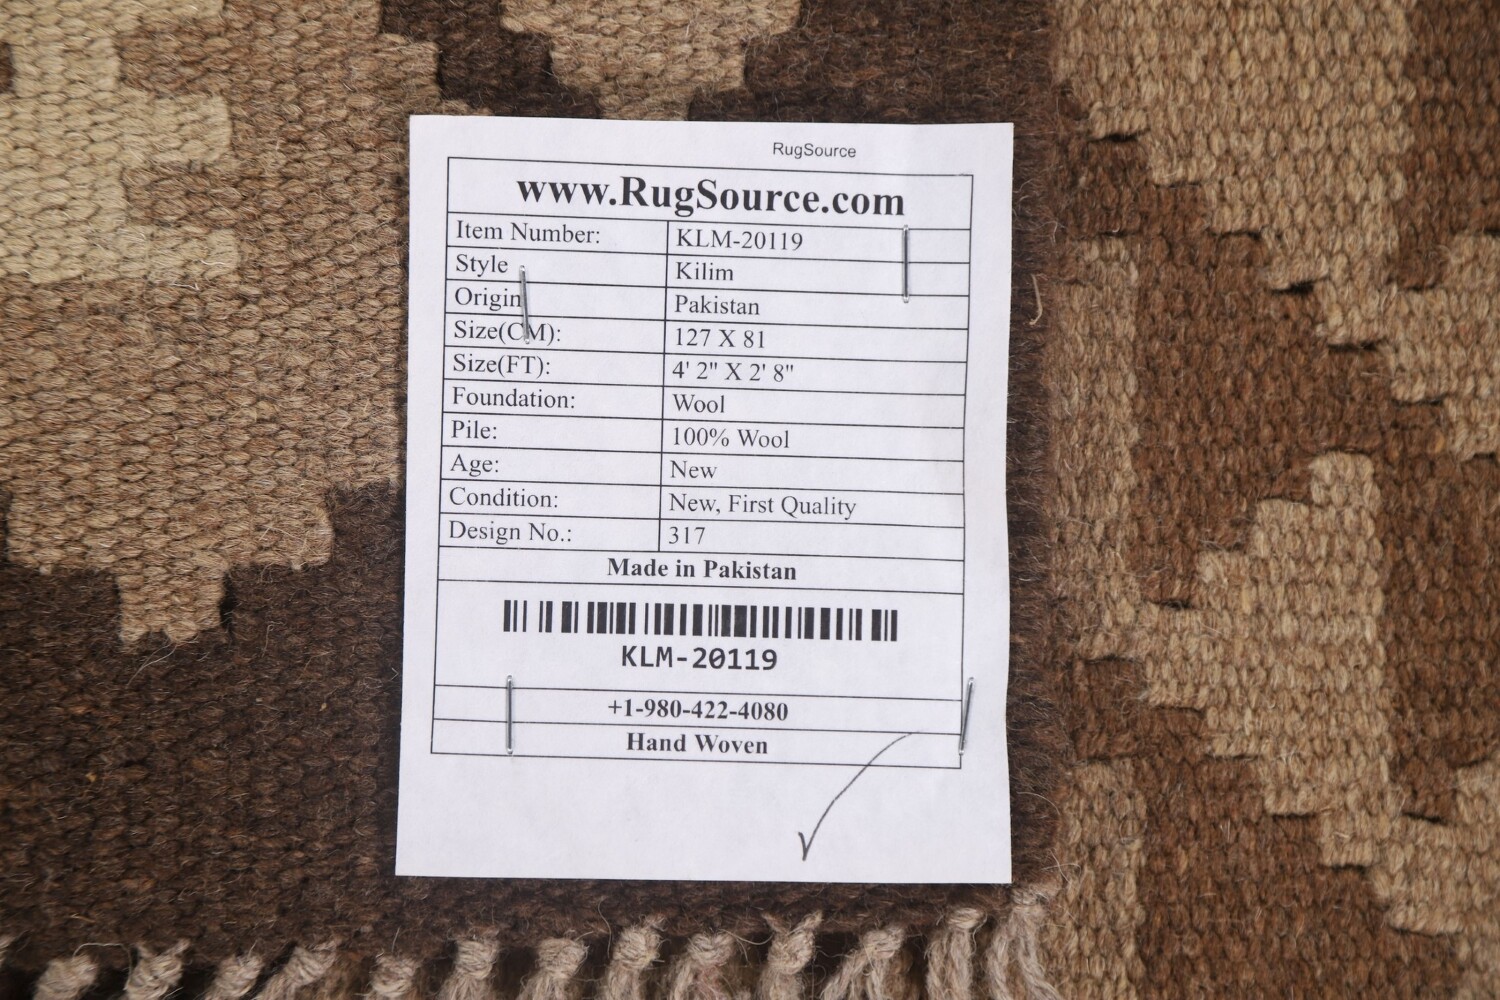 RugSource
www.RugSource.com
Item Number: KLM-20119
Style Kilim
Origin Pakistan
Size(CM): 127 X 81
Size(FT): 4' 2" X 2' 8"
Foundation: Wool
Pile: 100% Wool
Age: New
Condition: New, First Quality
Design No.: 317
Made in Pakistan
KLM-20119
+1-980-422-4080
Hand Woven